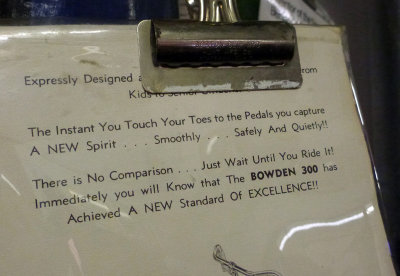 Expressly Designed a from
Kids to
The Instant You Touch Your Toes to the Pedals you capture
A NEW Spirit . . . Smoothly . . . Safely And Quietly!!
There is No Comparison . . . Just Wait Until You Ride It!
Immediately you will Know that The BOWDEN 300 has
Achieved A NEW Standard Of EXCELLENCE!!